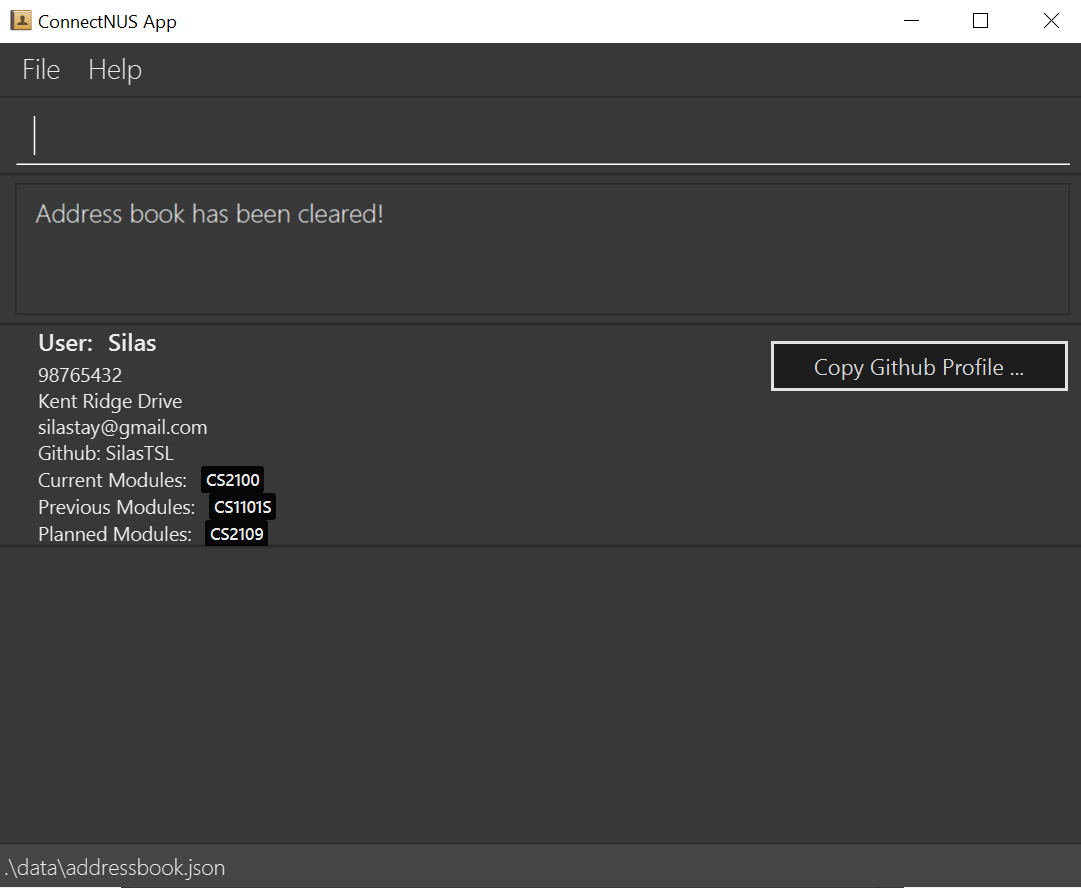 ConnectNUS App
File Help
Address book has been cleared!
User: Silas
Copy Github Profile ...
98765432
Kent Ridge Drive
silastay@gmail.com
Github: SilasTSL
Current Modules: CS2100
Previous Modules: CS1101S
Planned Modules: CS2109
.\data\addressbook.json